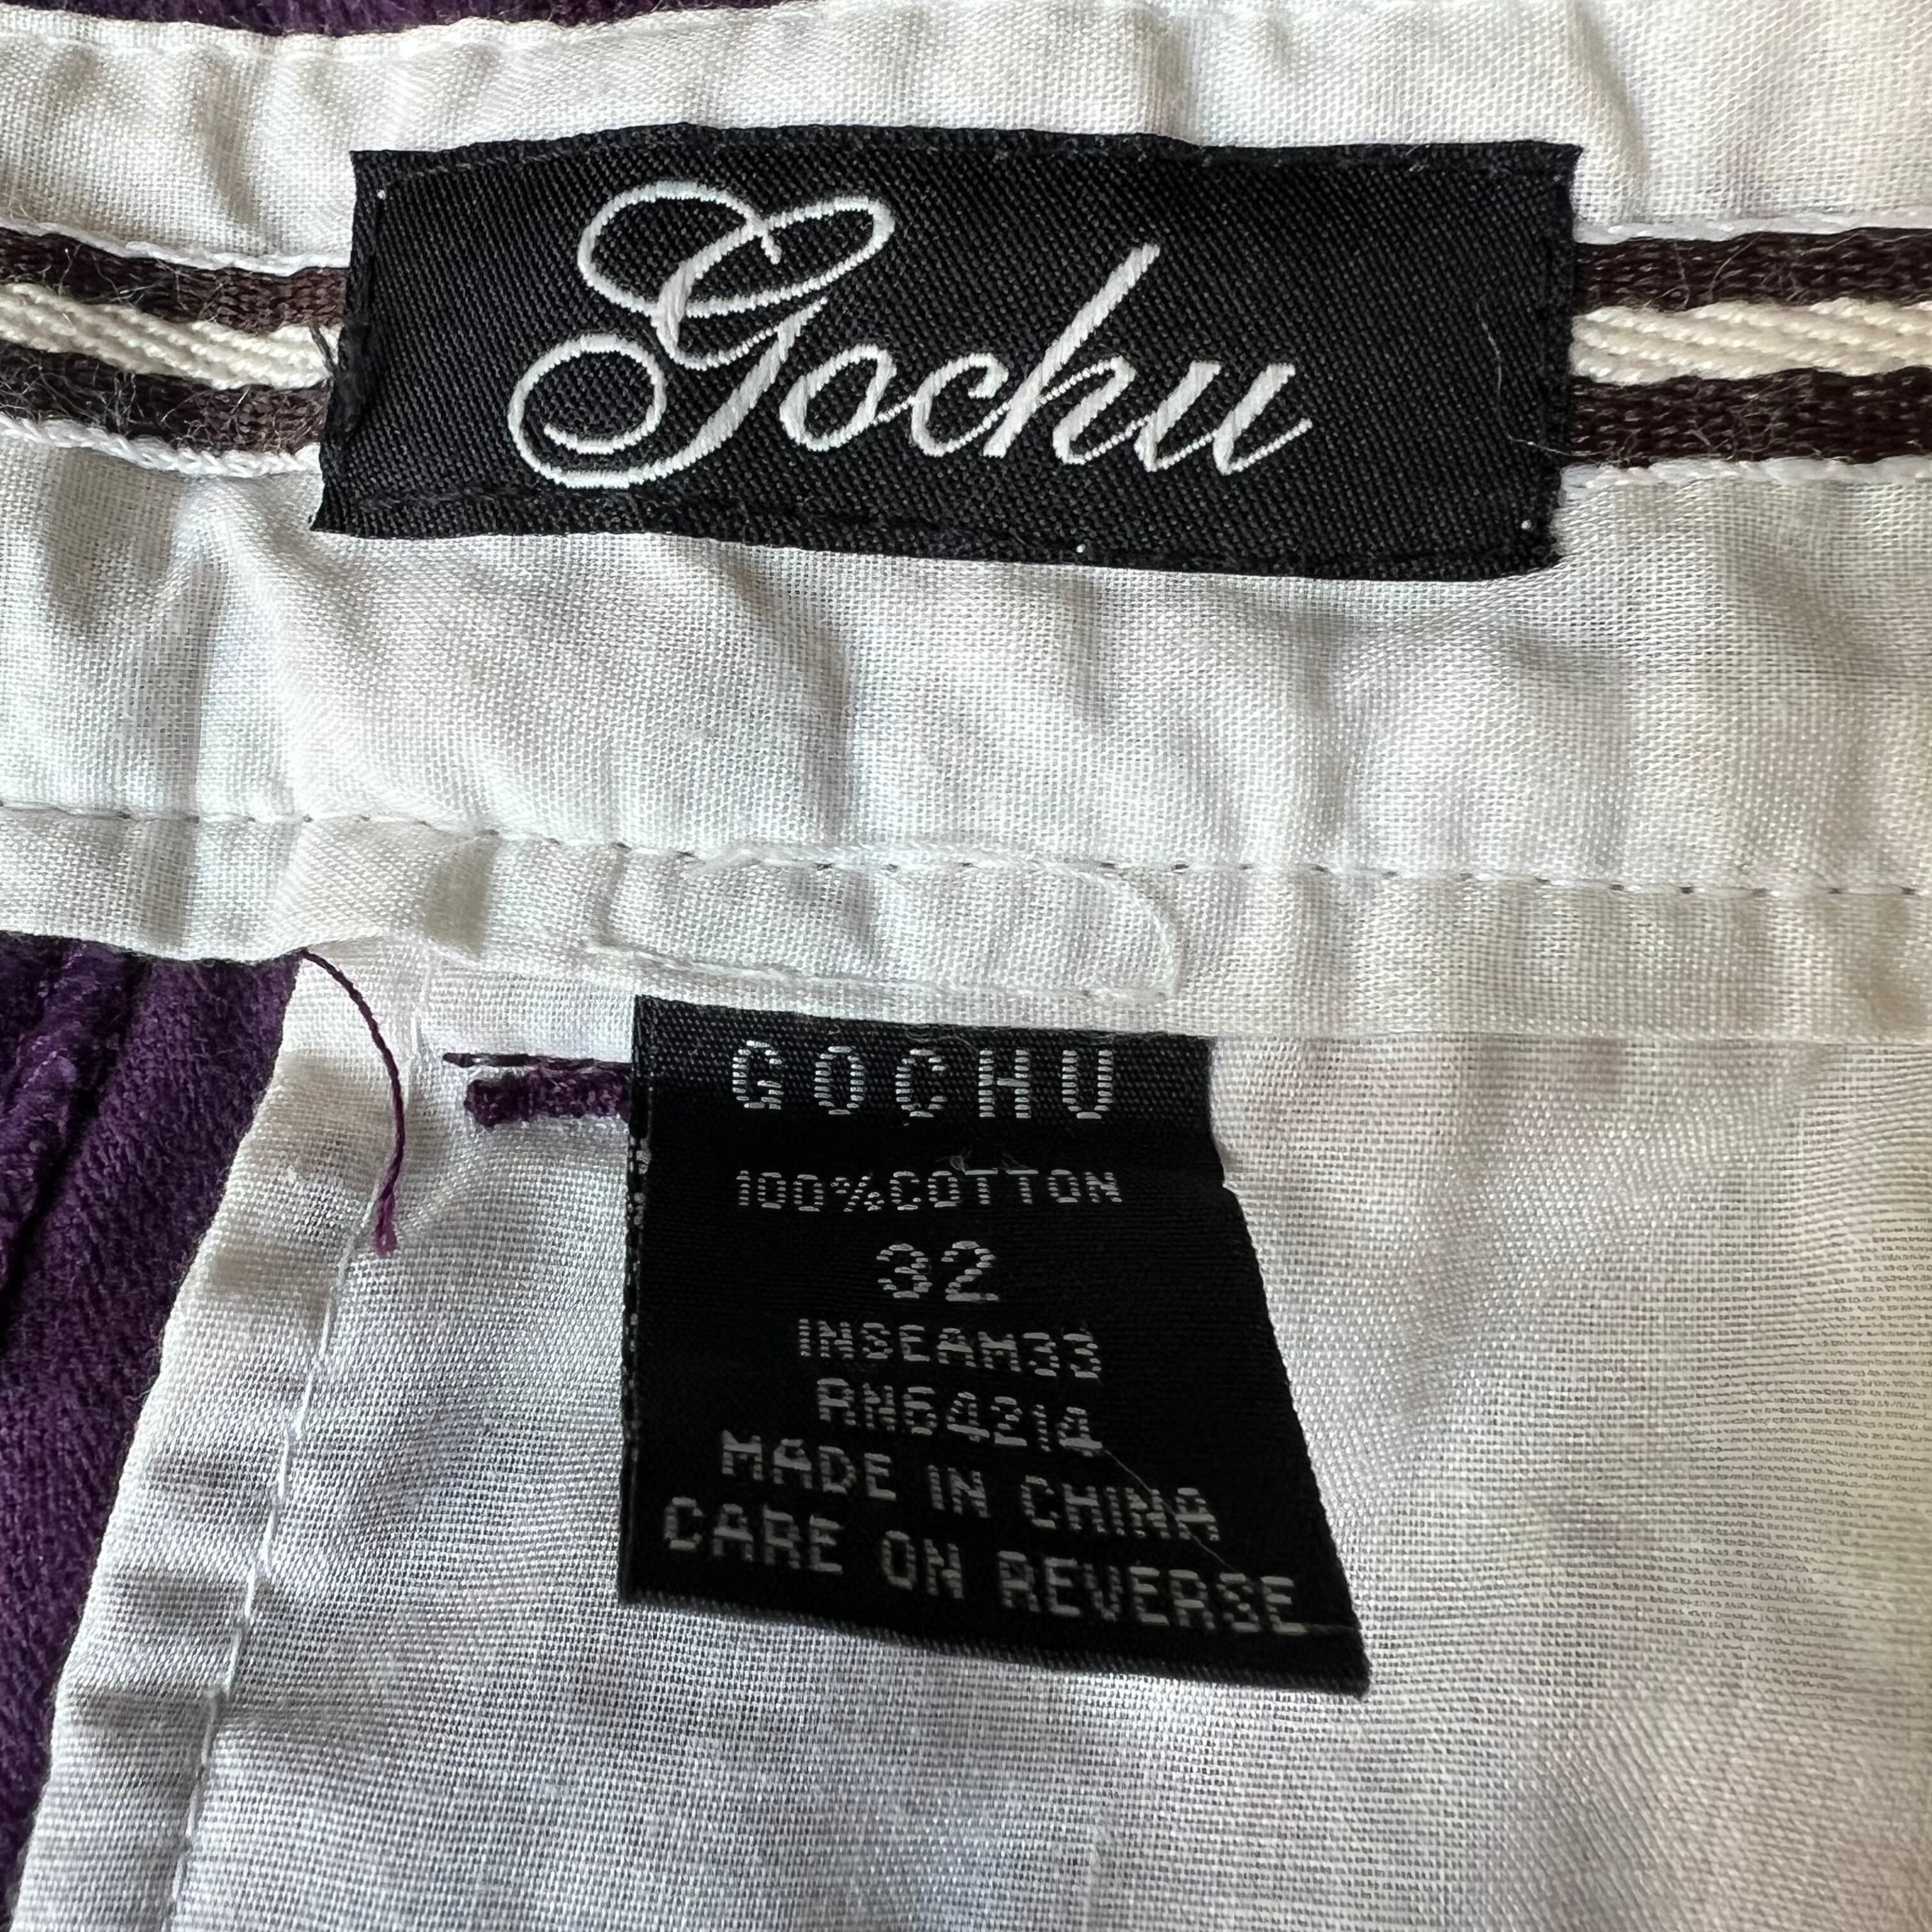 Gochu
GOCHU
100%COTTON
32
INSEAM33
RN64214
MADE IN CHINA
CARE ON REVERSE